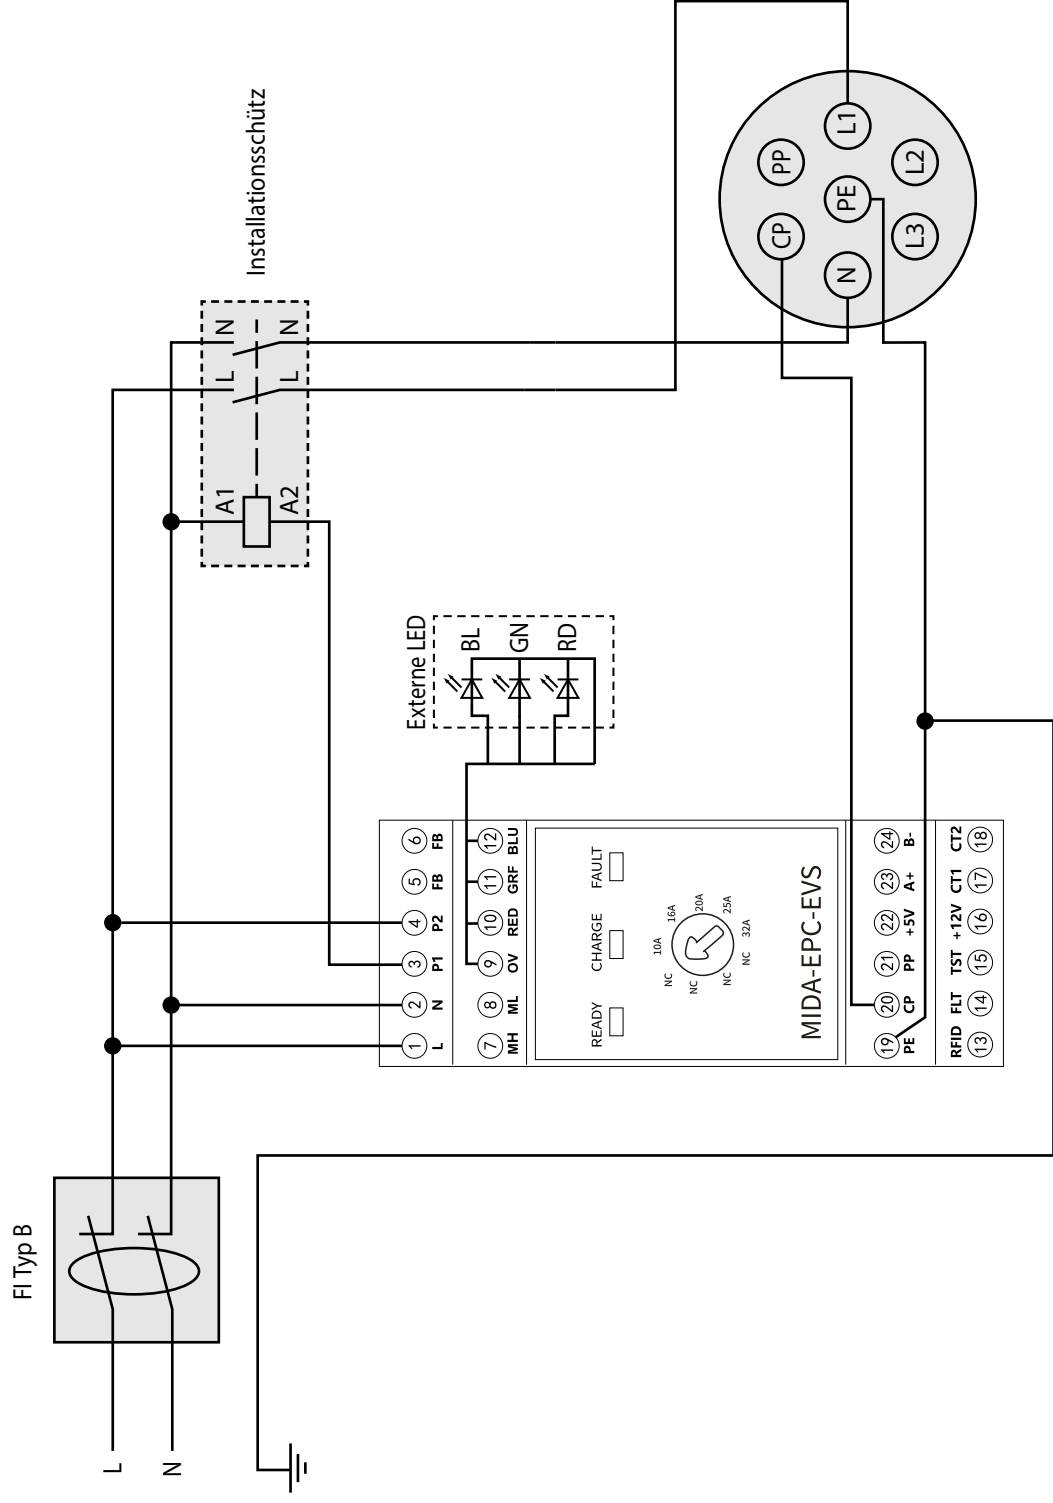 L
N
FI Typ B
Installationsschütz
A1
A2
L
N
L
N
Externe LED
BL
GN
RD
1
L
2
N
3
P1
4
P2
5
FB
6
FB
7
MH
8
ML
9
OV
10
RED
11
GRF
12
BLU
READY
CHARGE
FAULT
NC
NC
10A
16A
20A
25A
32A
NC
NC
MIDA-EPC-EVS
19
PE
20
CP
21
PP
22
+5V
23
A+
24
B-
RFID
13
FLT
14
TST
15
+12V
16
CT1
17
CT2
18
CP
PP
N
PE
L1
L3
L2